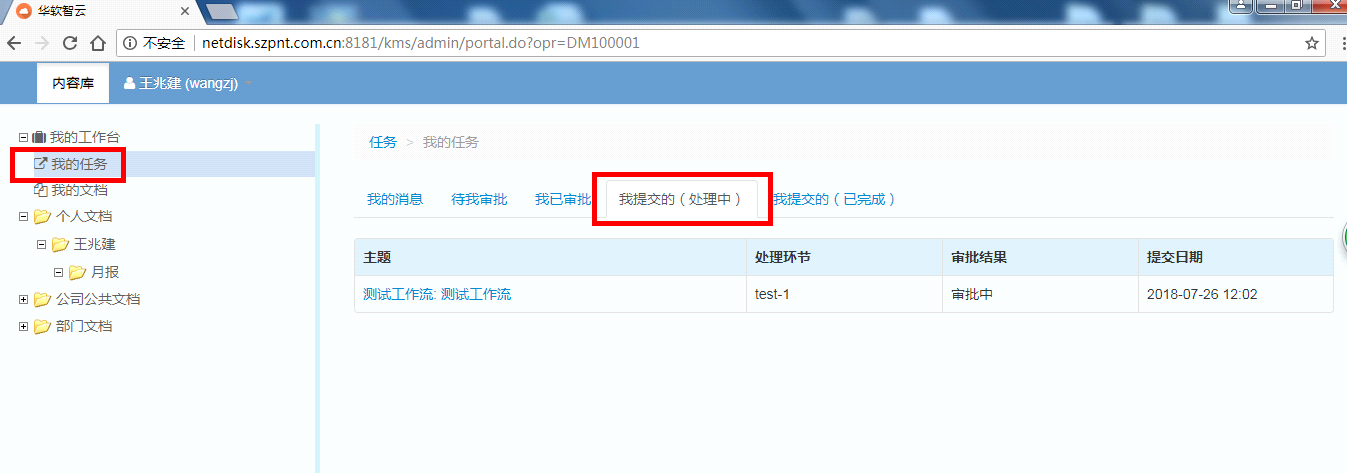 华软智云
不安全 netdisk.szpnt.com.cn:8181/kms/admin/portal.do?opr=DM100001
内容库 王兆建 (wangzj)
我的工作台
我的任务
我的文档
个人文档
王兆建
月报
公司公共文档
部门文档
任务 > 我的任务
我的消息 待我审批 我已审批 我提交的（处理中） 我提交的（已完成）
主题 处理环节 审批结果 提交日期
测试工作流: 测试工作流 test-1 审批中 2018-07-26 12:02